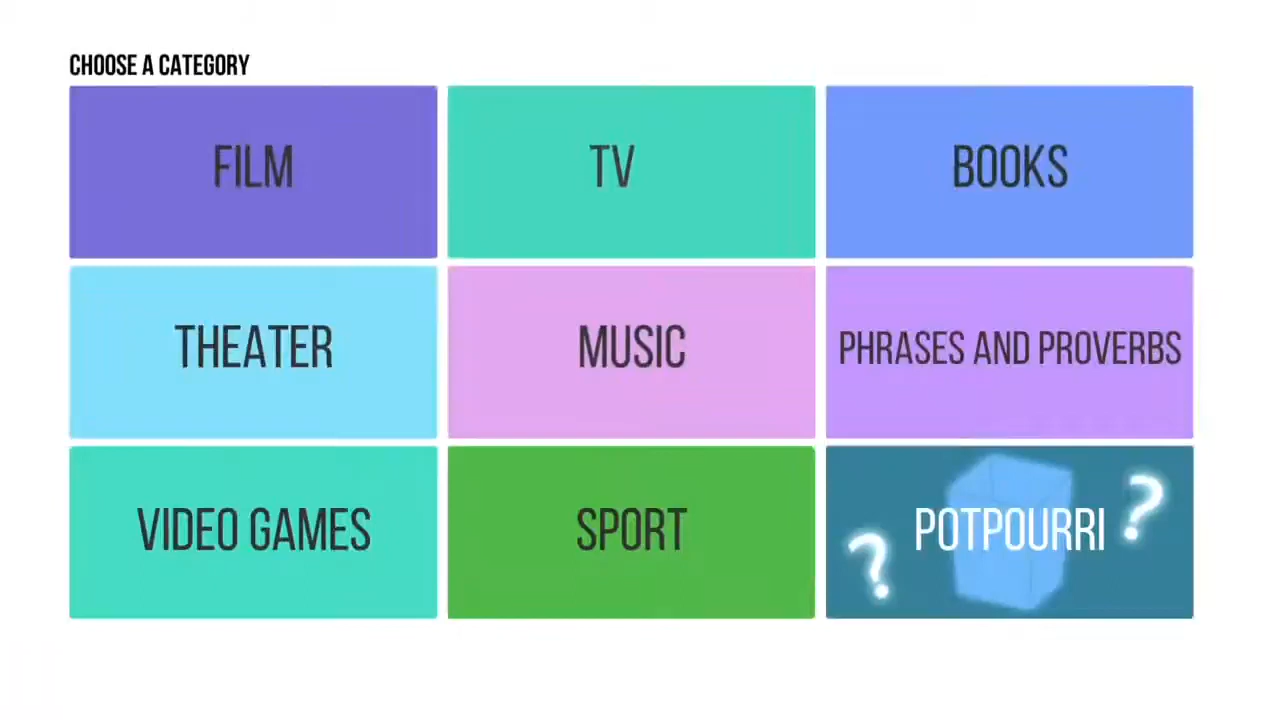 CHOOSE A CATEGORY
FILM
TV
BOOKS
THEATER
MUSIC
PHRASES AND PROVERBS
VIDEO GAMES
SPORT
? POTPOURRI ?